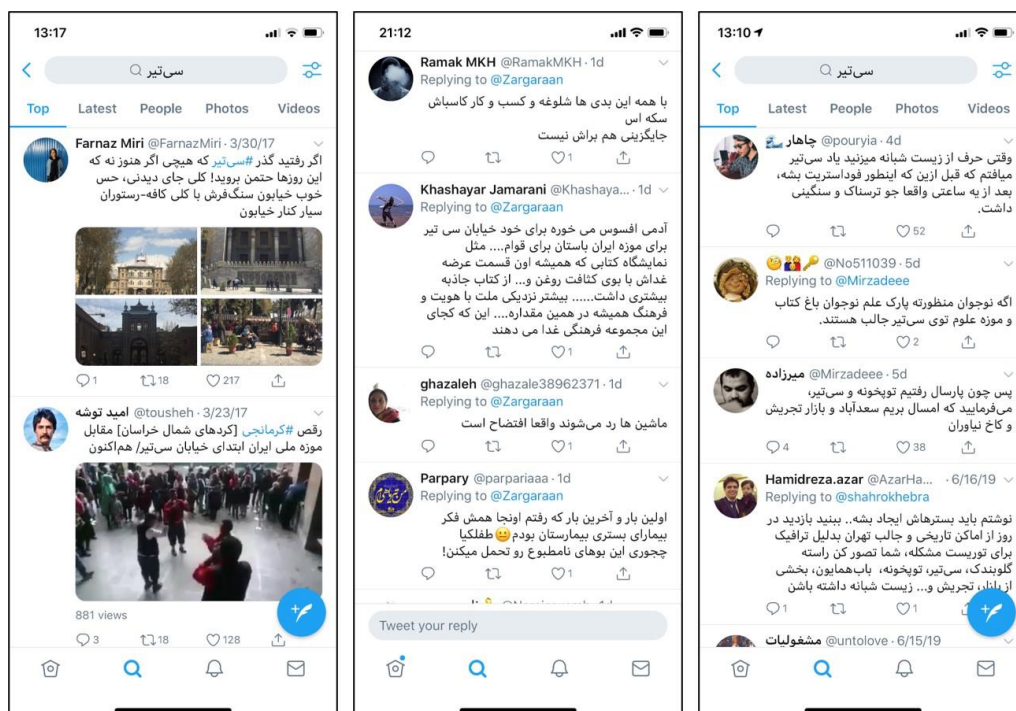 13:17
سی‌تیر
Top Latest People Photos Videos
Farnaz Miri @FarnazMiri · 3/30/17
اگر رفتید گذر #سی‌تیر که هیچی اگر هنوز نه که
این روزها حتمن بروید! کلی جای دیدنی، حس
خوب خیابون سنگ‌فرش با کلی کافه-رستوران
سیار کنار خیابون
1 18 217
امید توشه @tousheh · 3/23/17
رقص #کرمانجی [کردهای شمال خراسان] مقابل
موزه ملی ایران ابتدای خیابان سی‌تیر/ هم‌اکنون
881 views
3 18 128
21:12
Ramak MKH @RamakMKH · 1d
Replying to @Zargaraan
با همه این بدی ها شلوغه و کسب و کار کاسباش
سکه اس
جایگزینی هم براش نیست
1
Khashayar Jamarani @Khashaya... · 1d
Replying to @Zargaraan
آدمی افسوس می خوره برای خود خیابان سی تیر
برای موزه ایران باستان برای قوام.... مثل
نمایشگاه کتابی که همیشه اون قسمت عرضه
غداش با بوی کثافت روغن و... از کتاب جاذبه
بیشتری داشت...... بیشتر نزدیکی ملت با هویت و
فرهنگ همیشه در همین مقداره.... این که کجای
این مجموعه فرهنگی غدا می دهند
1
ghazaleh @ghazale38962371 · 1d
Replying to @Zargaraan
ماشین ها رد می‌شوند واقعا افتضاح است
1
Parpary @parpariaaa · 1d
Replying to @Zargaraan
اولین بار و آخرین بار که رفتم اونجا همش فکر
بیمارای بستری بیمارستان بودم😐طفلکیا
چجوری این بوهای نامطبوع رو تحمل میکنن!
1
Tweet your reply
13:10
سی‌تیر
Top Latest People Photos Videos
چاهار @pouryia · 4d
وقتی حرف از زیست شبانه میزنید یاد سی‌تیر
میافتم که قبل ازین که اینطور فوداستریت بشه،
بعد از یه ساعتی واقعا جو ترسناک و سنگینی
داشت.
52
@No511039 · 5d
Replying to @Mirzadeee
اگه نوجوان منظورته پارک علم نوجوان باغ کتاب
و موزه علوم توی سی‌تیر جالب هستند.
2
میرزاده @Mirzadeee · 5d
پس چون پارسال رفتیم توپخونه و سی‌تیر،
می‌فرمایید که امسال بریم سعدآباد و بازار تجریش
و کاخ نیاوران
4 38
Hamidreza.azar @AzarHa... · 6/16/19
Replying to @shahrokhebra
نوشتم باید بسترهاش ایجاد بشه.. ببنید بازدید در
روز از اماکن تاریخی و جالب تهران بدلیل ترافیک
برای توریست مشکله، شما تصور کن راسته
گلوبندک، سی‌تیر، توپخونه، باب‌همایون، بخشی
از بازار، تجریش و... زیست شبانه داشته باشن
1 1
مشغولیات @untolove · 6/15/19